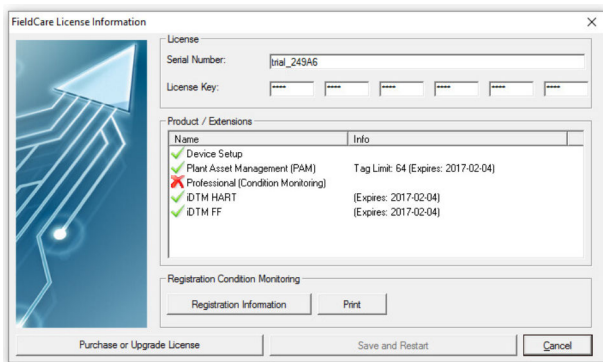 FieldCare License Information
License
Serial Number: trial_249A6
License Key: ---- ---- ---- ---- ---- ----
Product / Extensions
Name Info
Device Setup
Plant Asset Management (PAM) Tag Limit: 64 (Expires: 2017-02-04)
Professional (Condition Monitoring)
iDTM HART (Expires: 2017-02-04)
iDTM FF (Expires: 2017-02-04)
Registration Condition Monitoring
Registration Information Print
Purchase or Upgrade License Save and Restart Cancel